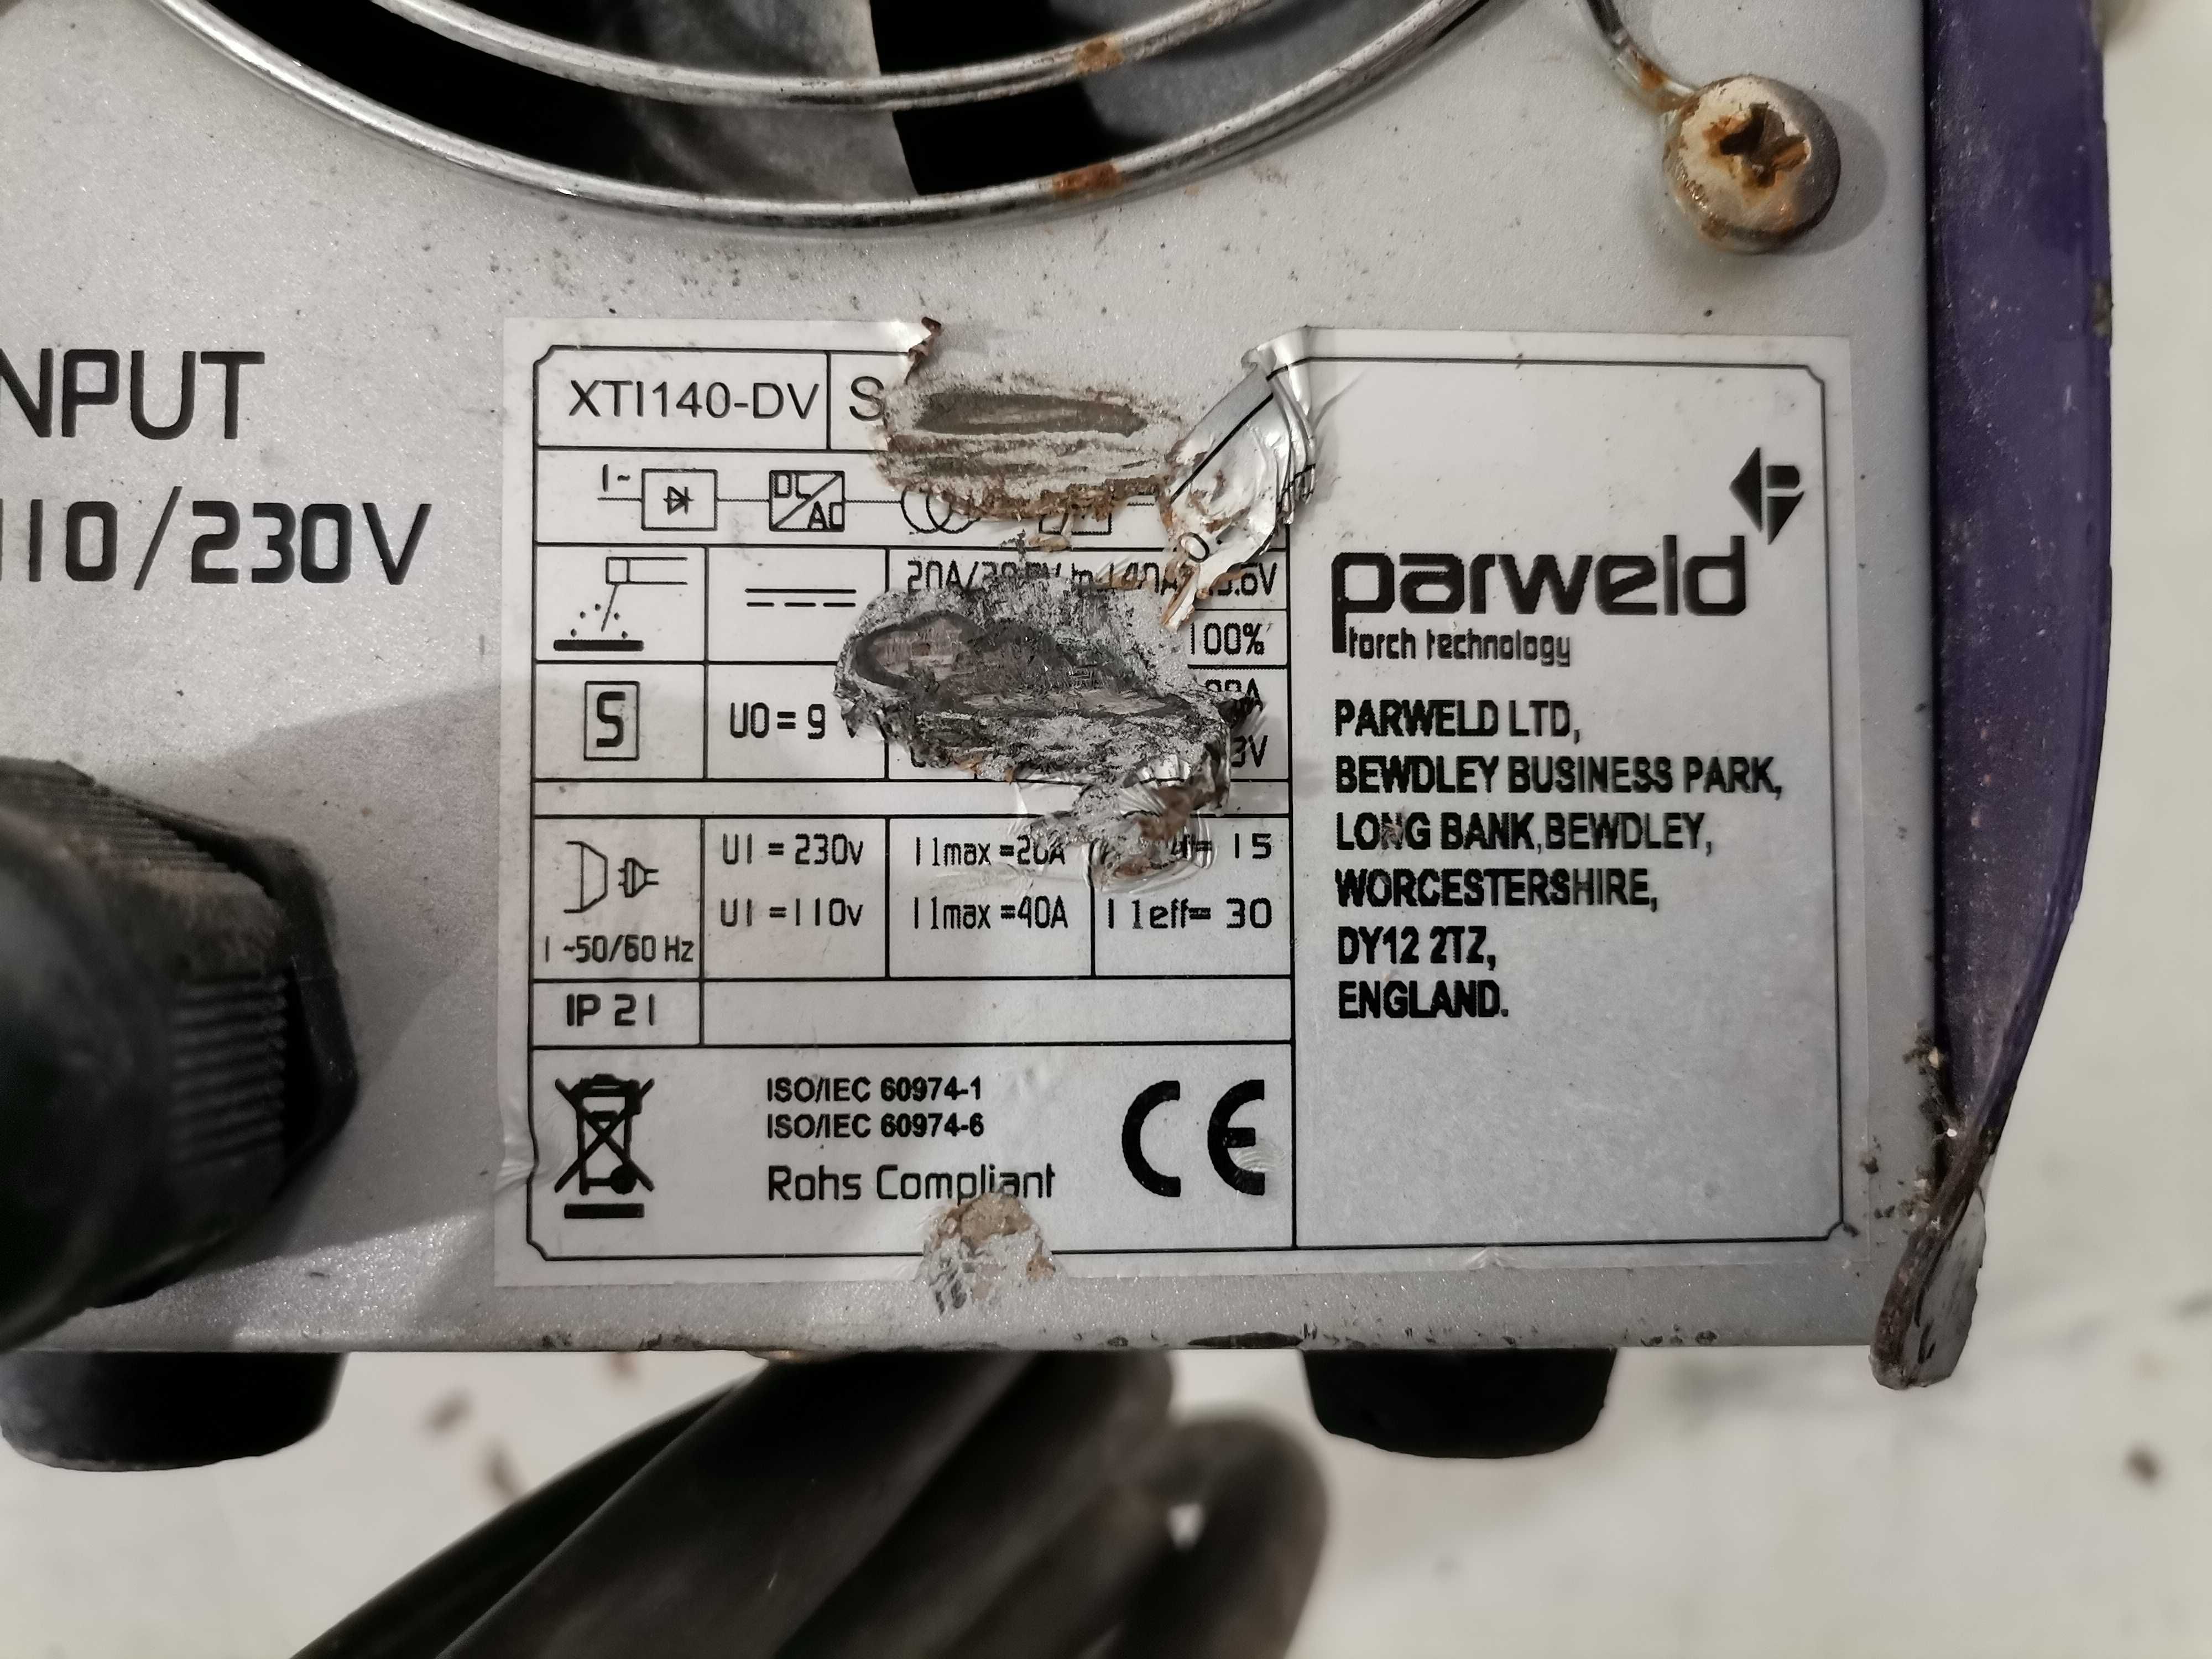 NPUT
110/230V
XTI140-DV
1~
DC
AC
100%
S
U0 = 9
3V
U1 = 230v
I1max =20A
15
U1 =110v
I1max =40A
I1eff= 30
1 ~50/60 Hz
IP 21
ISO/IEC 60974-1
ISO/IEC 60974-6
Rohs Compliant
CE
parweld
torch technology
PARWELD LTD,
BEWDLEY BUSINESS PARK,
LONG BANK,BEWDLEY,
WORCESTERSHIRE,
DY12 2TZ,
ENGLAND.